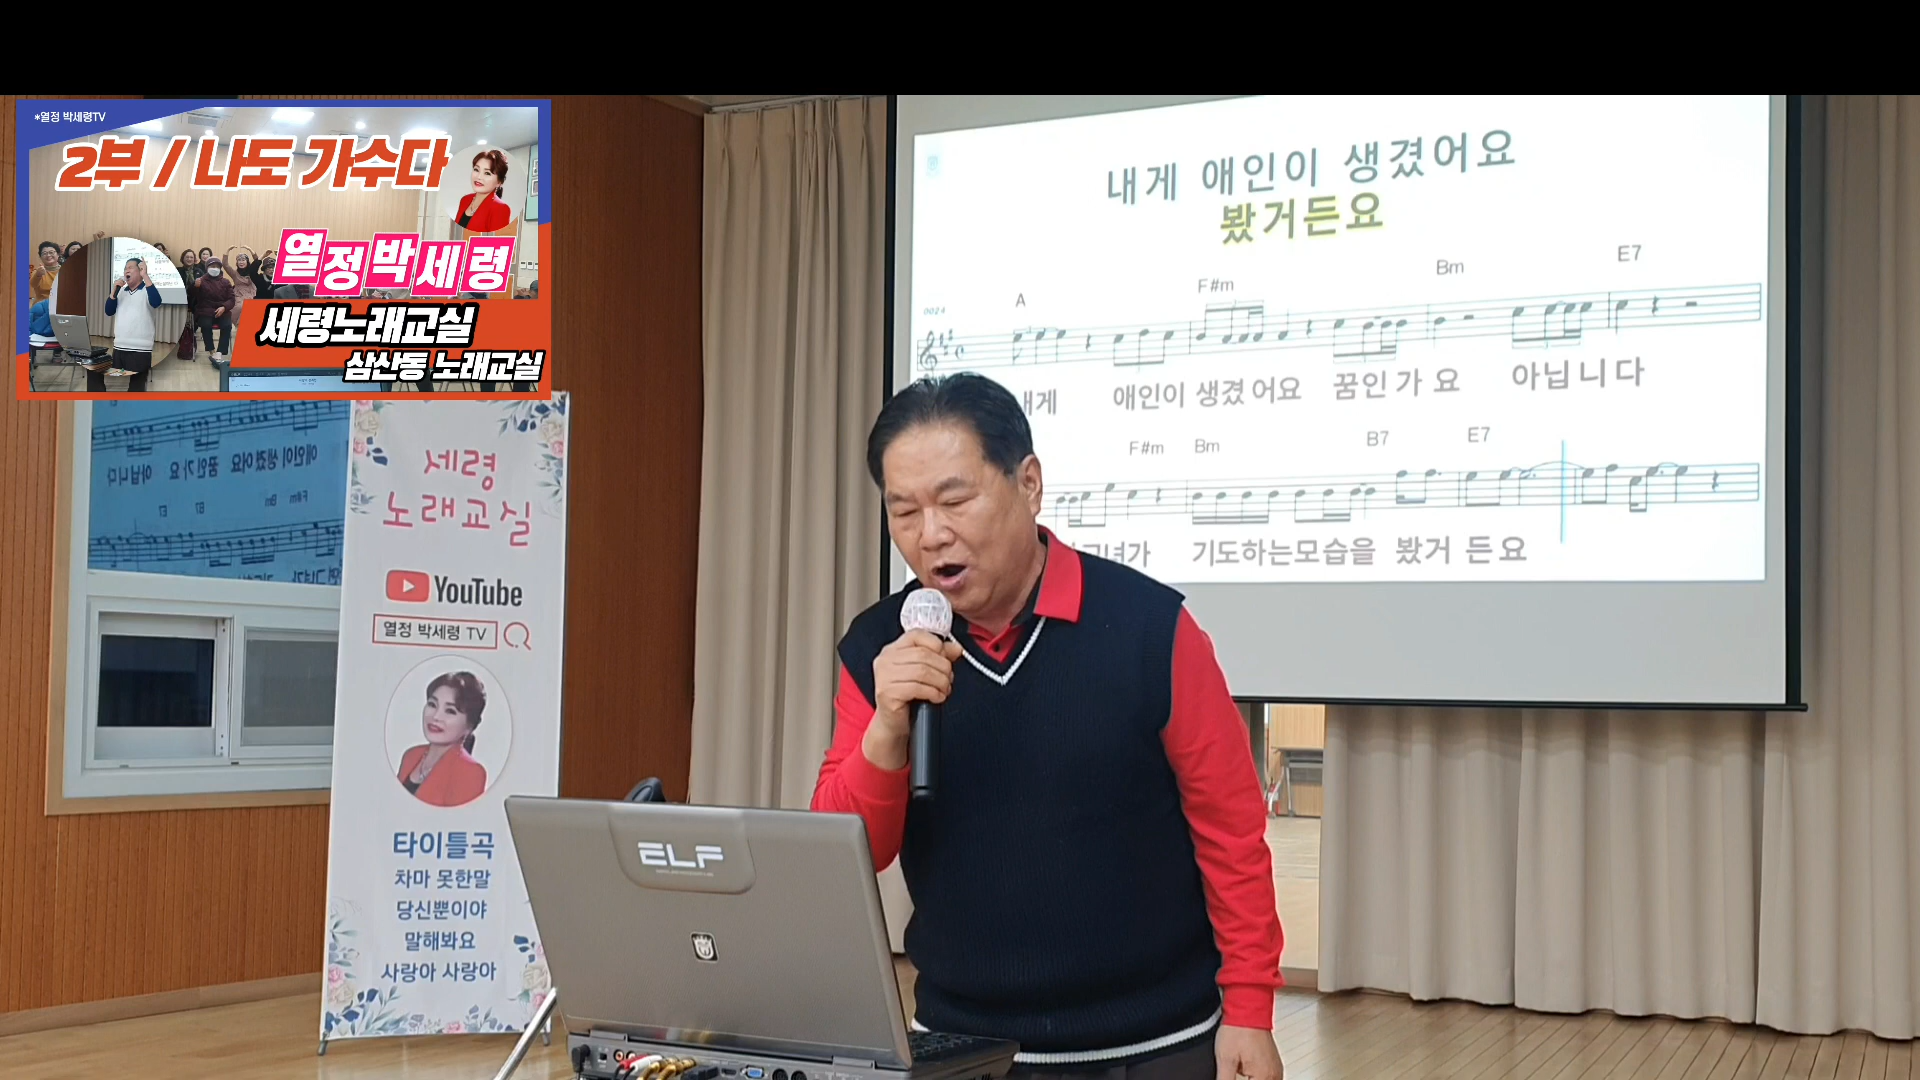 *열정 박세령TV
2부 / 나도 가수다
열정박세령
세령노래교실
삼산동 노래교실
내게 애인이 생겼어요
봤거든요
A F#m Bm E7
애인이 생겼어요 꿈인가요 아닙니다
F#m Bm B7 E7
기도하는모습을 봤거든요
세령
노래교실
YouTube
열정 박세령 TV
타이틀곡
차마 못한말
당신뿐이야
말해봐요
사랑아 사랑아
ELF